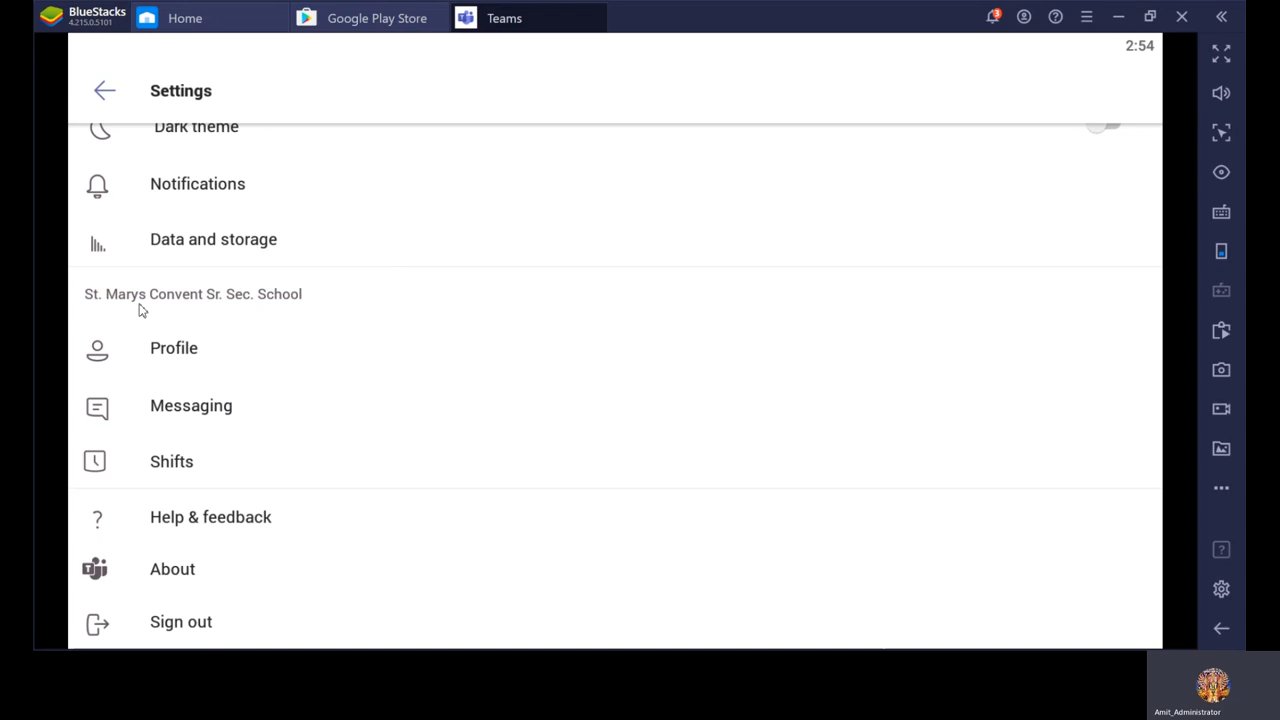 BlueStacks
4.215.0.5101
Home
Google Play Store
Teams
3
2:54
Settings
Dark theme
Notifications
Data and storage
St. Marys Convent Sr. Sec. School
Profile
Messaging
Shifts
Help & feedback
About
Sign out
Amit_Administrator